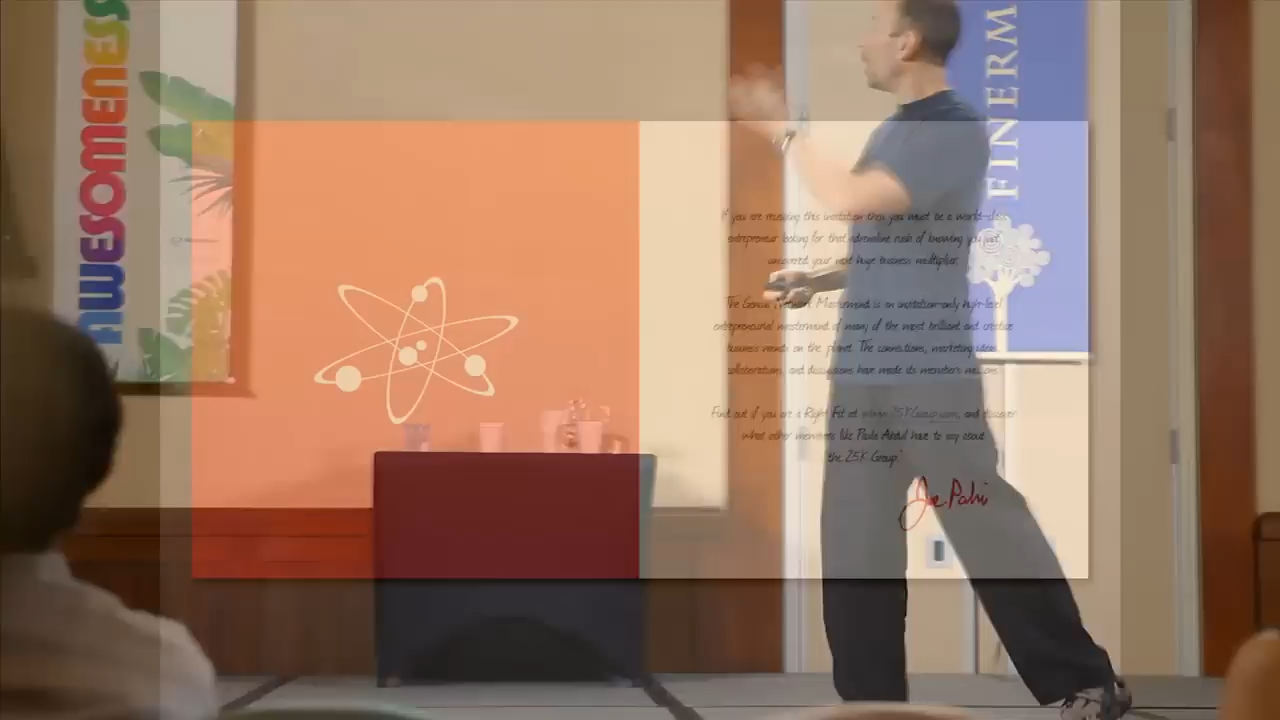 AWESOMENESS
FINERM
If you are receiving this invitation then you must be a world-class
entrepreneur looking for that adrenaline rush of knowing you just
uncovered your next huge business multiplier.
The Genius Network Mastermind is an invitation-only high-level
entrepreneurial mastermind of many of the most brilliant and creative
business minds on the planet. The connections, marketing ideas
collaborations, and discussions have made its members millions
Find out if you are a Right Fit at www.25KGroup.com, and discover
what other members like Paula Abdul have to say about
the 25K Group."
Joe Polish